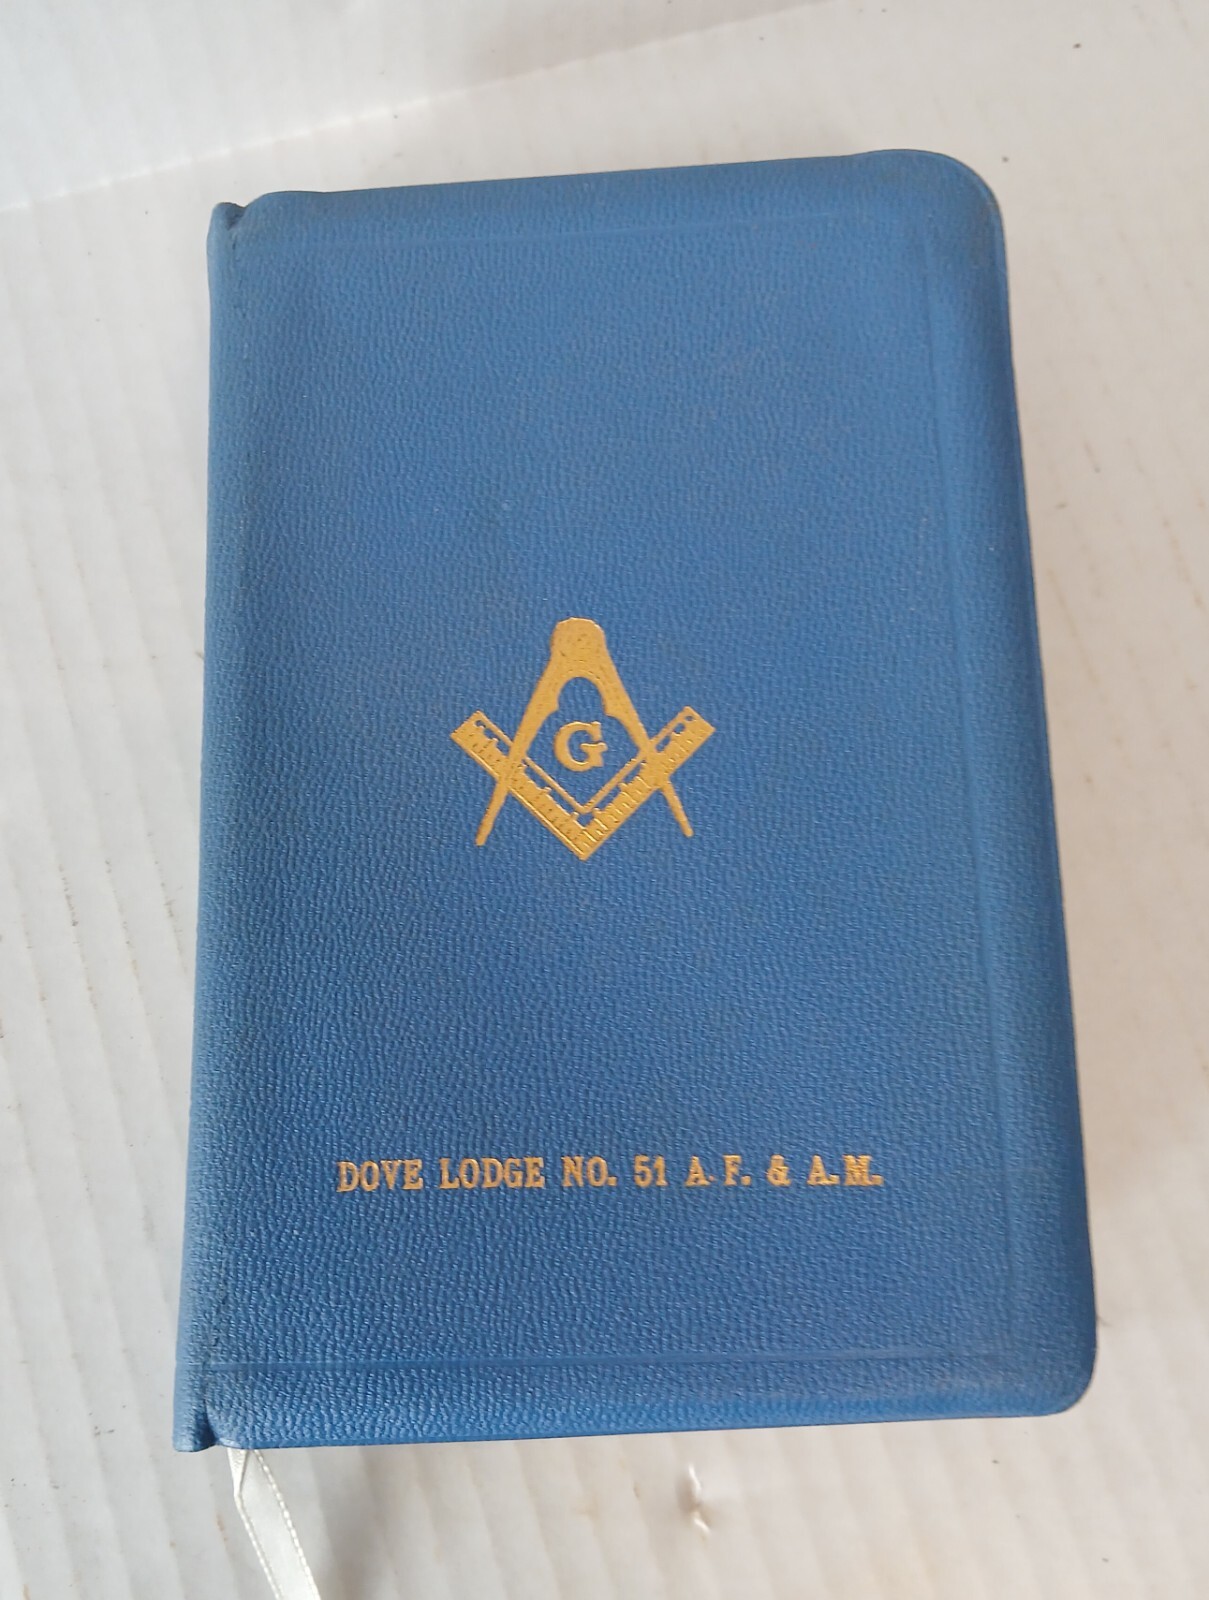 G
DOVE LODGE NO. 51 A.F. & A.M.